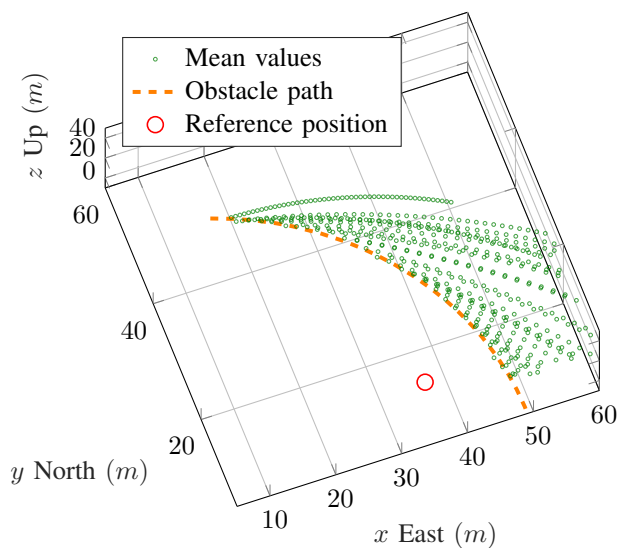 Mean values
Obstacle path
Reference position
z Up (m)
40
20
0
60
40
20
y North (m)
10
20
30
40
50
60
x East (m)